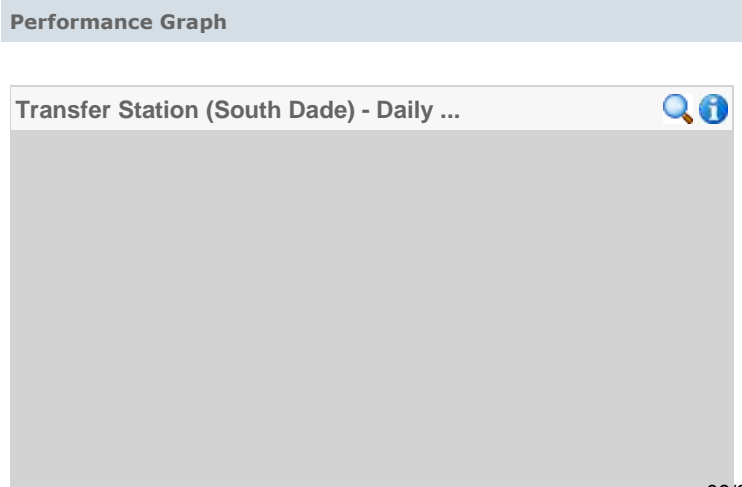 Performance Graph
Transfer Station (South Dade) - Daily ...